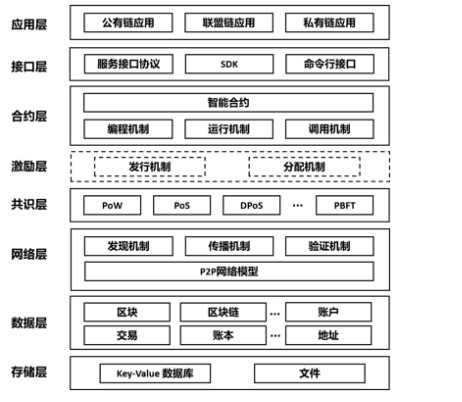 应用层
公有链应用 联盟链应用 私有链应用
接口层
服务接口协议 SDK 命令行接口
合约层
智能合约
编程机制 运行机制 调用机制
激励层
发行机制 分配机制
共识层
PoW PoS DPoS ... PBFT
网络层
发现机制 传播机制 验证机制
P2P网络模型
数据层
区块 区块链 ... 账户
交易 账本 ... 地址
存储层
Key-Value 数据库 文件